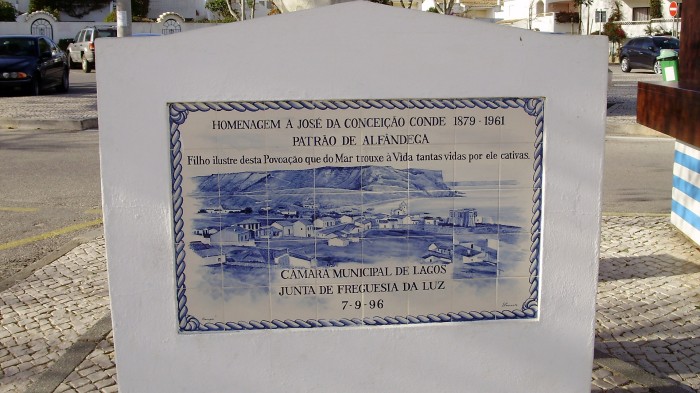 HOMENAGEM A JOSÉ DA CONCEIÇÃO CONDE 1879 - 1961
PATRÃO DE ALFÂNDEGA
Filho ilustre desta Povoação que do Mar trouxe à Vida tantas vidas por ele cativas.
CÂMARA MUNICIPAL DE LAGOS
JUNTA DE FREGUESIA DA LUZ
7-9-96